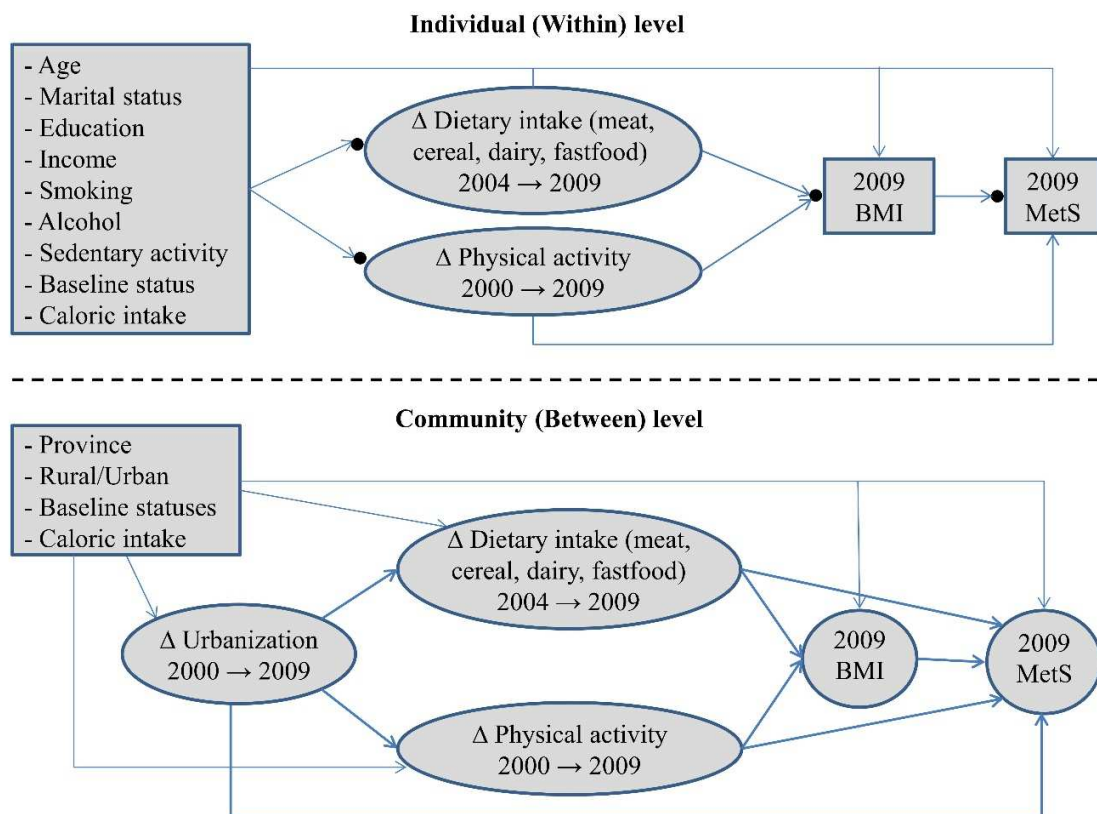 Individual (Within) level
- Age
- Marital status
- Education
- Income
- Smoking
- Alcohol
- Sedentary activity
- Baseline status
- Caloric intake
Δ Dietary intake (meat,
cereal, dairy, fastfood)
2004 → 2009
Δ Physical activity
2000 → 2009
2009
BMI
2009
MetS
Community (Between) level
- Province
- Rural/Urban
- Baseline statuses
- Caloric intake
Δ Urbanization
2000 → 2009
Δ Dietary intake (meat,
cereal, dairy, fastfood)
2004 → 2009
Δ Physical activity
2000 → 2009
2009
BMI
2009
MetS